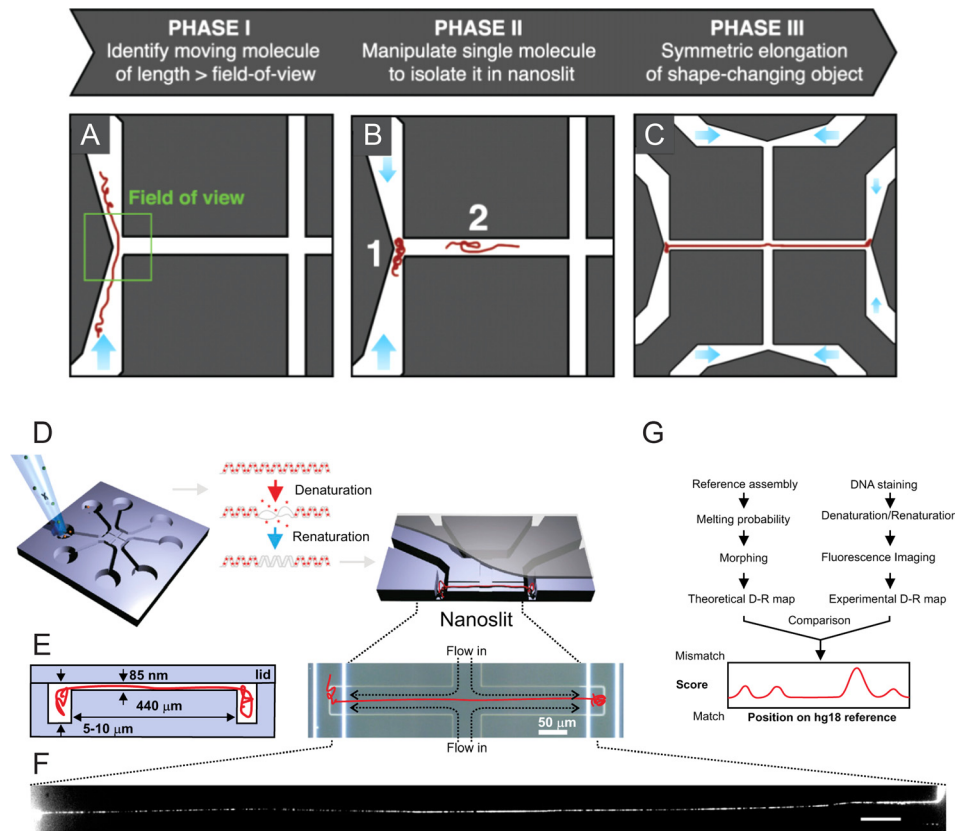 PHASE I
Identify moving molecule
of length > field-of-view
PHASE II
Manipulate single molecule
to isolate it in nanoslit
PHASE III
Symmetric elongation
of shape-changing object
A
Field of view
B
1
2
C
D
Denaturation
Renaturation
Nanoslit
E
85 nm
lid
440 μm
5-10 μm
Flow in
50 μm
Flow in
F
G
Reference assembly
Melting probability
Morphing
Theoretical D-R map
DNA staining
Denaturation/Renaturation
Fluorescence Imaging
Experimental D-R map
Comparison
Mismatch
Score
Match
Position on hg18 reference